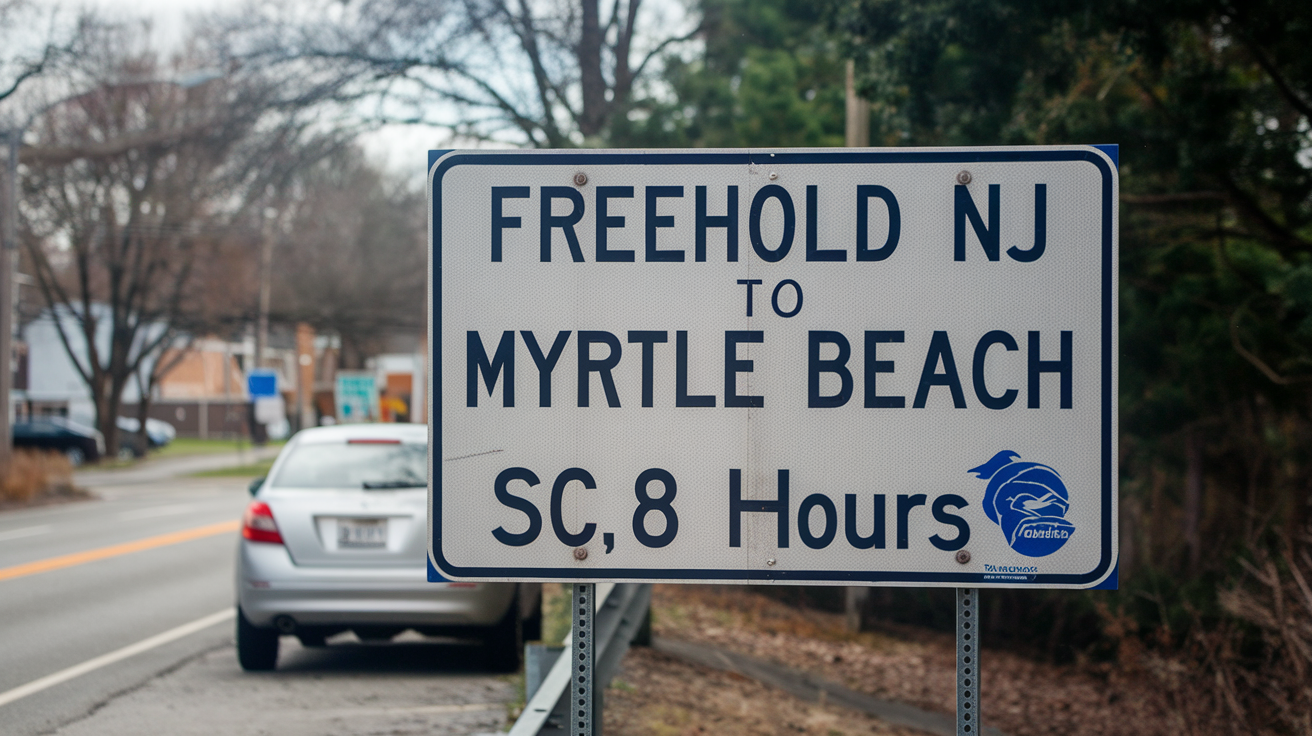 FREEHOLD NJ
TO
MYRTLE BEACH
SC, 8 Hours